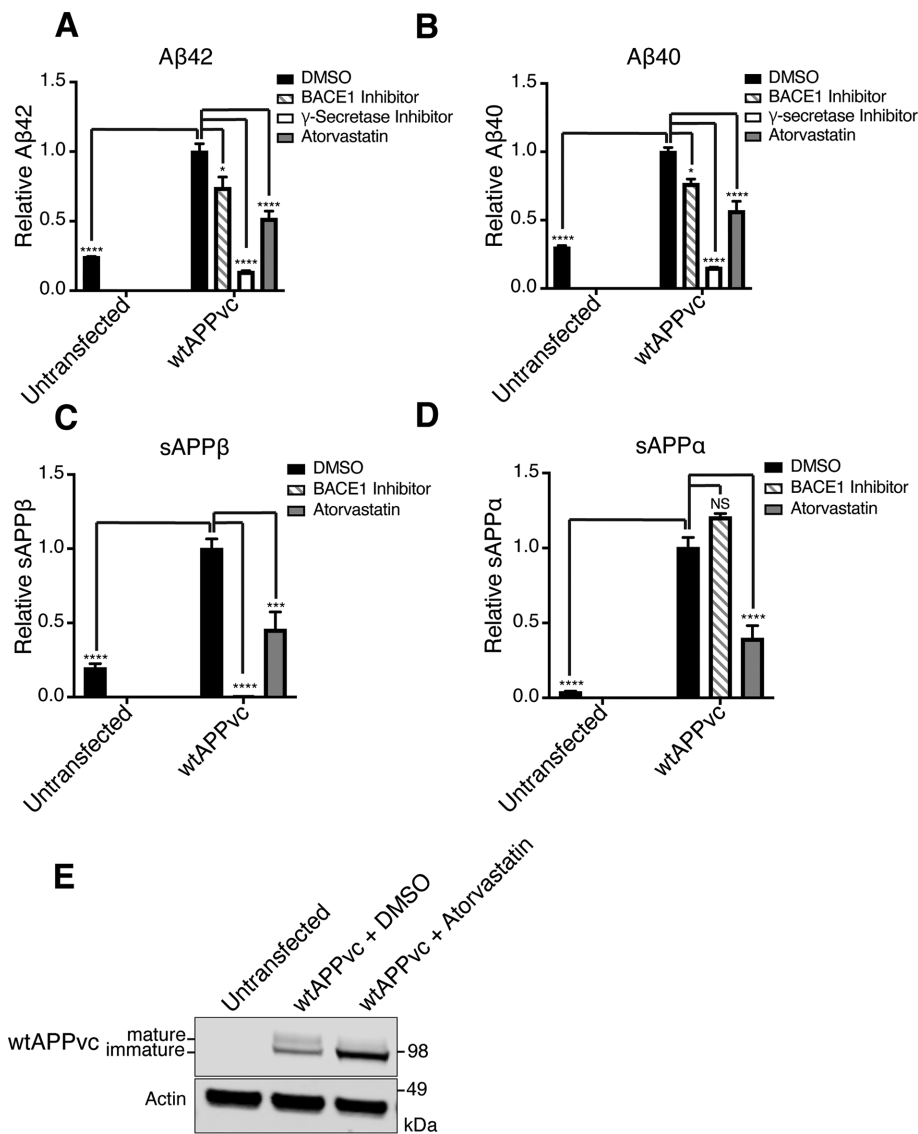 A
Aβ42
Relative Aβ42
1.5
1.0
0.5
0.0
DMSO
BACE1 Inhibitor
γ-Secretase Inhibitor
Atorvastatin
****
*
****
****
Untransfected
wtAPPvc
B
Aβ40
Relative Aβ40
1.5
1.0
0.5
0.0
DMSO
BACE1 Inhibitor
γ-secretase Inhibitor
Atorvastatin
****
*
****
****
Untransfected
wtAPPvc
C
sAPPβ
Relative sAPPβ
1.5
1.0
0.5
0.0
DMSO
BACE1 Inhibitor
Atorvastatin
****
****
***
Untransfected
wtAPPvc
D
sAPPα
Relative sAPPα
1.5
1.0
0.5
0.0
DMSO
BACE1 Inhibitor
Atorvastatin
****
NS
****
Untransfected
wtAPPvc
E
Untransfected
wtAPPvc + DMSO
wtAPPvc + Atorvastatin
wtAPPvc
mature
immature
98
Actin
49
kDa